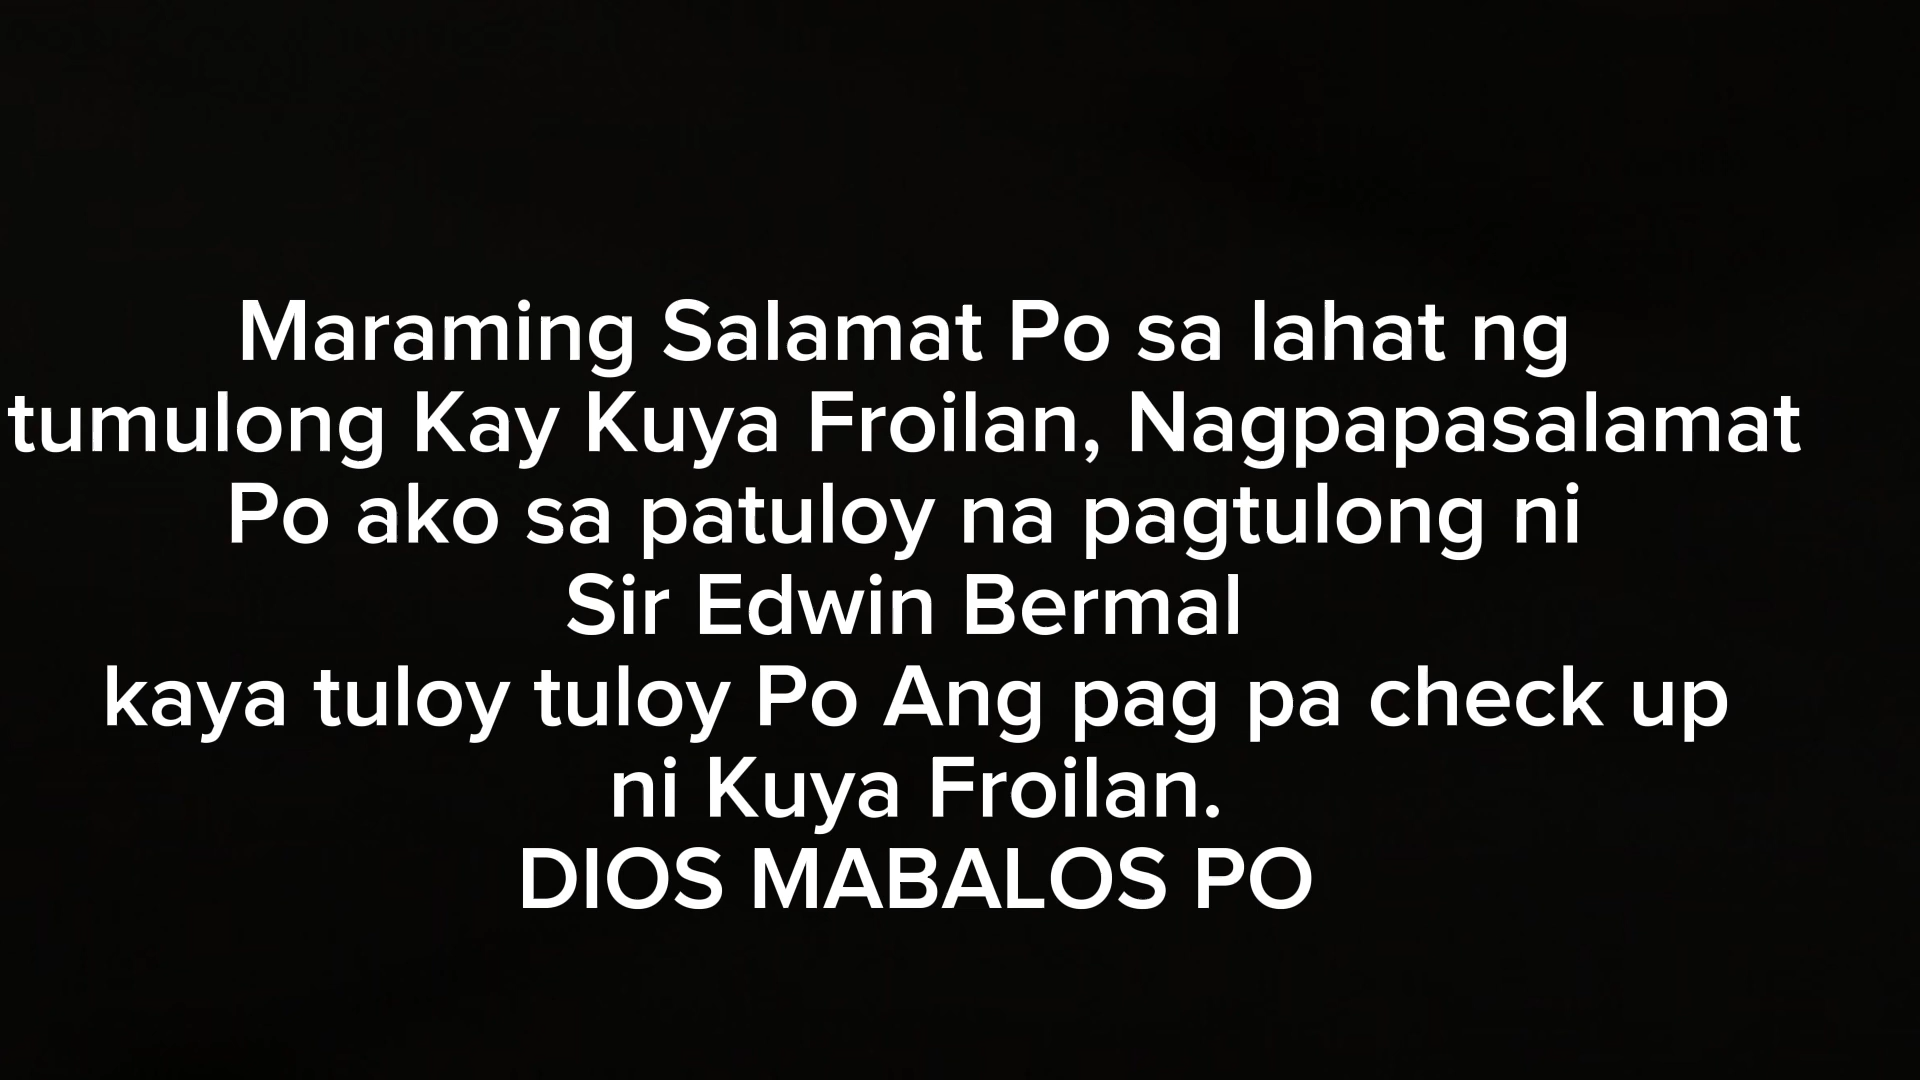 Maraming Salamat Po sa lahat ng
tumulong Kay Kuya Froilan, Nagpapasalamat
Po ako sa patuloy na pagtulong ni
Sir Edwin Bermal
kaya tuloy tuloy Po Ang pag pa check up
ni Kuya Froilan.
DIOS MABALOS PO